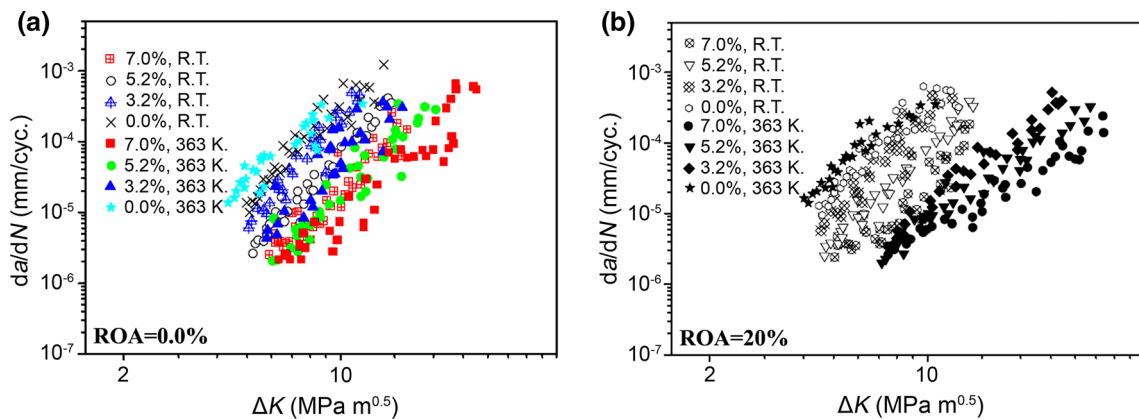 (a)
7.0%, R.T.
5.2%, R.T.
3.2%, R.T.
0.0%, R.T.
7.0%, 363 K.
5.2%, 363 K.
3.2%, 363 K.
0.0%, 363 K.
ROA=0.0%
10⁻³
10⁻⁴
10⁻⁵
10⁻⁶
10⁻⁷
da/dN (mm/cyc.)
2
10
ΔK (MPa m⁰·⁵)
(b)
7.0%, R.T.
5.2%, R.T.
3.2%, R.T.
0.0%, R.T.
7.0%, 363 K.
5.2%, 363 K.
3.2%, 363 K.
0.0%, 363 K.
ROA=20%
10⁻³
10⁻⁴
10⁻⁵
10⁻⁶
10⁻⁷
da/dN (mm/cyc.)
2
10
ΔK (MPa m⁰·⁵)